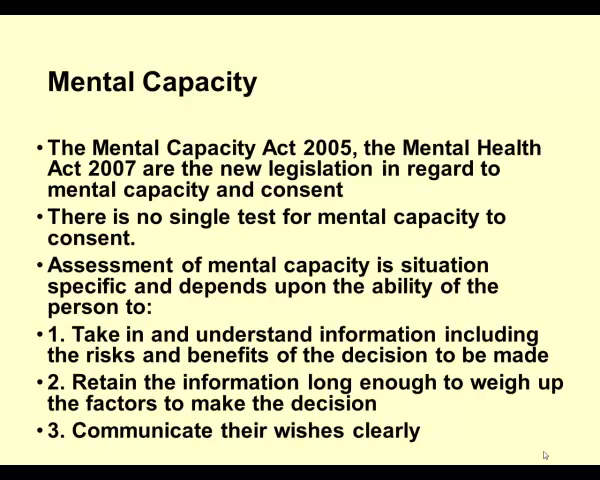 Mental Capacity
• The Mental Capacity Act 2005, the Mental Health
Act 2007 are the new legislation in regard to
mental capacity and consent
• There is no single test for mental capacity to
consent.
• Assessment of mental capacity is situation
specific and depends upon the ability of the
person to:
• 1. Take in and understand information including
the risks and benefits of the decision to be made
• 2. Retain the information long enough to weigh up
the factors to make the decision
• 3. Communicate their wishes clearly